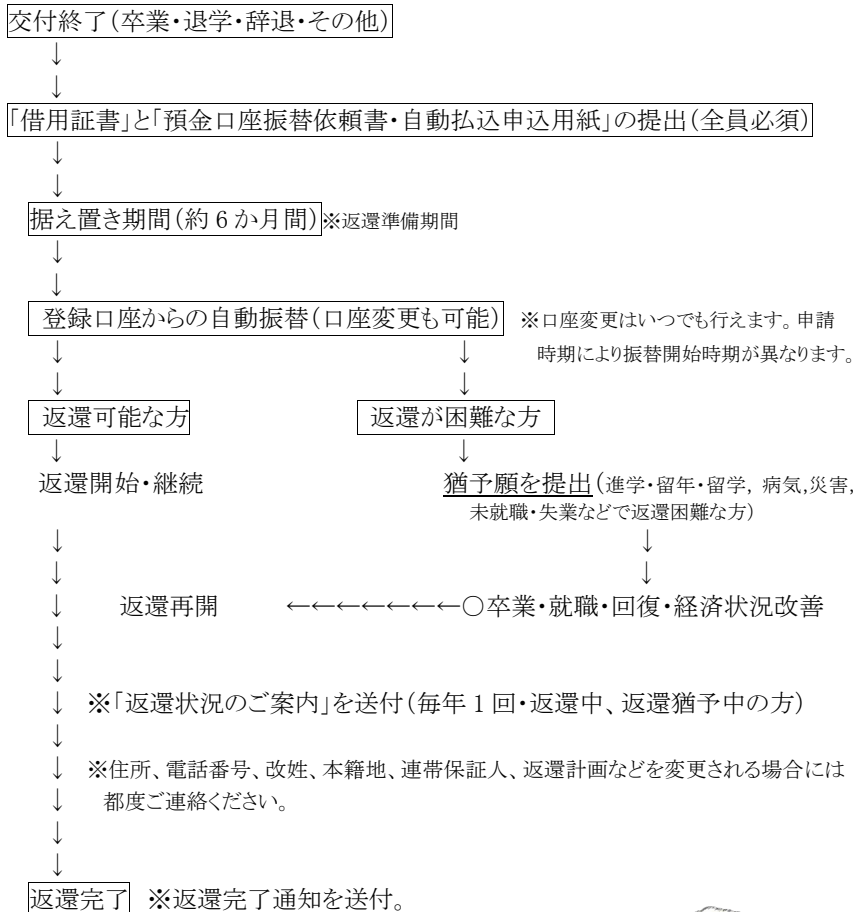 交付終了(卒業・退学・辞退・その他)
↓
↓
「借用証書」と「預金口座振替依頼書・自動払込申込用紙」の提出(全員必須)
↓
↓
据え置き期間(約6か月間)※返還準備期間
↓
↓
登録口座からの自動振替(口座変更も可能) ※口座変更はいつでも行えます。申請
↓ ↓ 時期により振替開始時期が異なります。
↓ ↓
返還可能な方 返還が困難な方
↓ ↓
返還開始・継続 猶予願を提出(進学・留年・留学, 病気,災害,
未就職・失業などで返還困難な方)
↓ ↓
↓ ↓
↓ 返還再開 ←←←←←←←○卒業・就職・回復・経済状況改善
↓
↓
↓ ※「返還状況のご案内」を送付(毎年1回・返還中、返還猶予中の方)
↓
↓ ※住所、電話番号、改姓、本籍地、連帯保証人、返還計画などを変更される場合には
↓ 都度ご連絡ください。
↓
↓
返還完了 ※返還完了通知を送付。